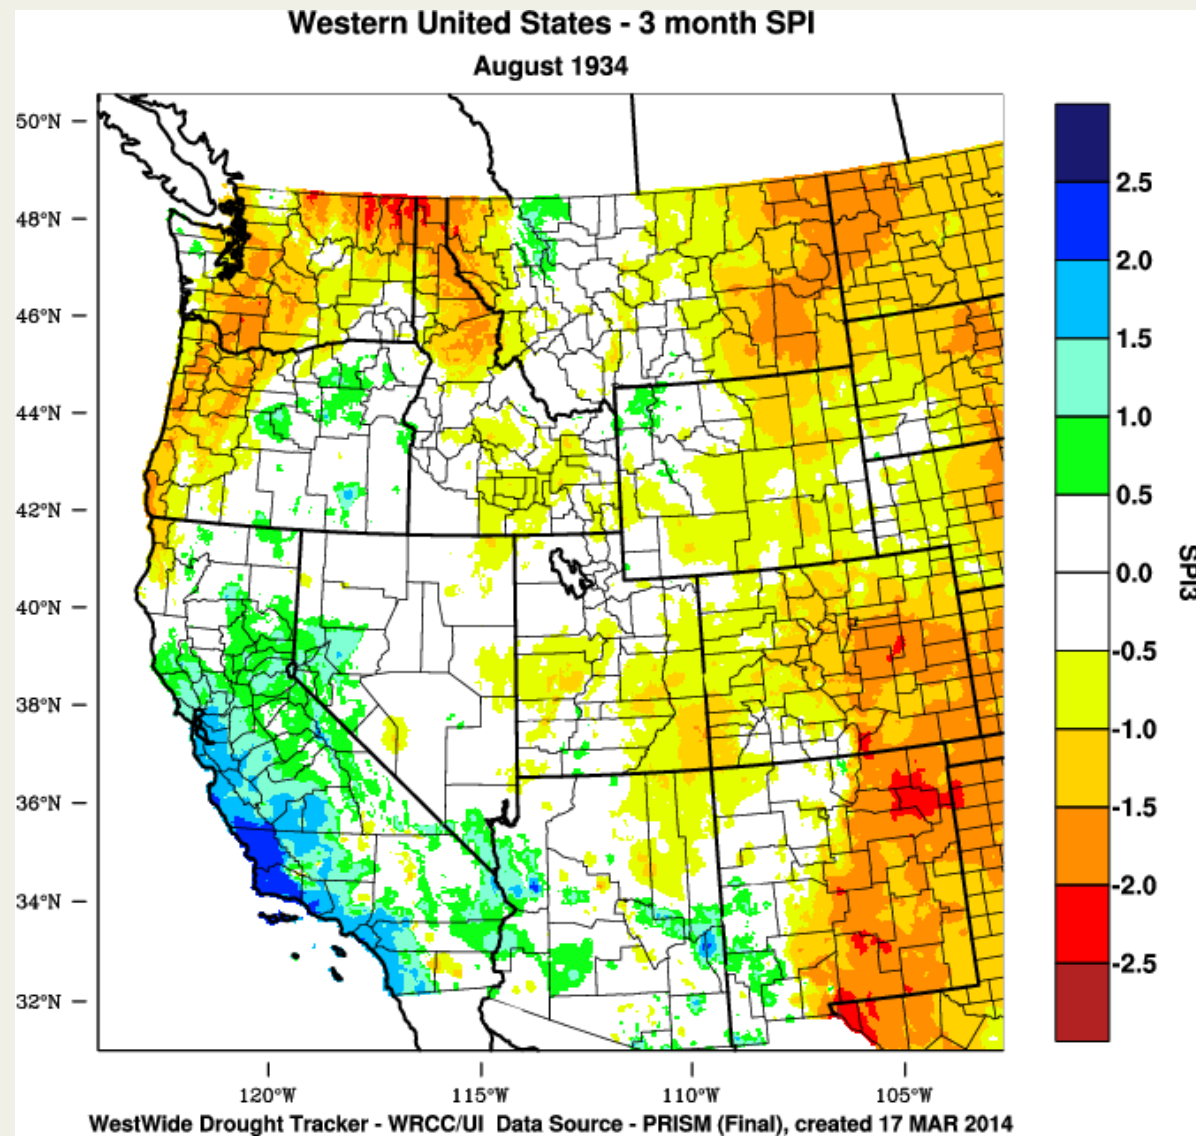 Western United States - 3 month SPI
August 1934
50°N
48°N
46°N
44°N
42°N
40°N
38°N
36°N
34°N
32°N
120°W
115°W
110°W
105°W
2.5
2.0
1.5
1.0
0.5
0.0
-0.5
-1.0
-1.5
-2.0
-2.5
SPI3
WestWide Drought Tracker - WRCC/UI Data Source - PRISM (Final), created 17 MAR 2014